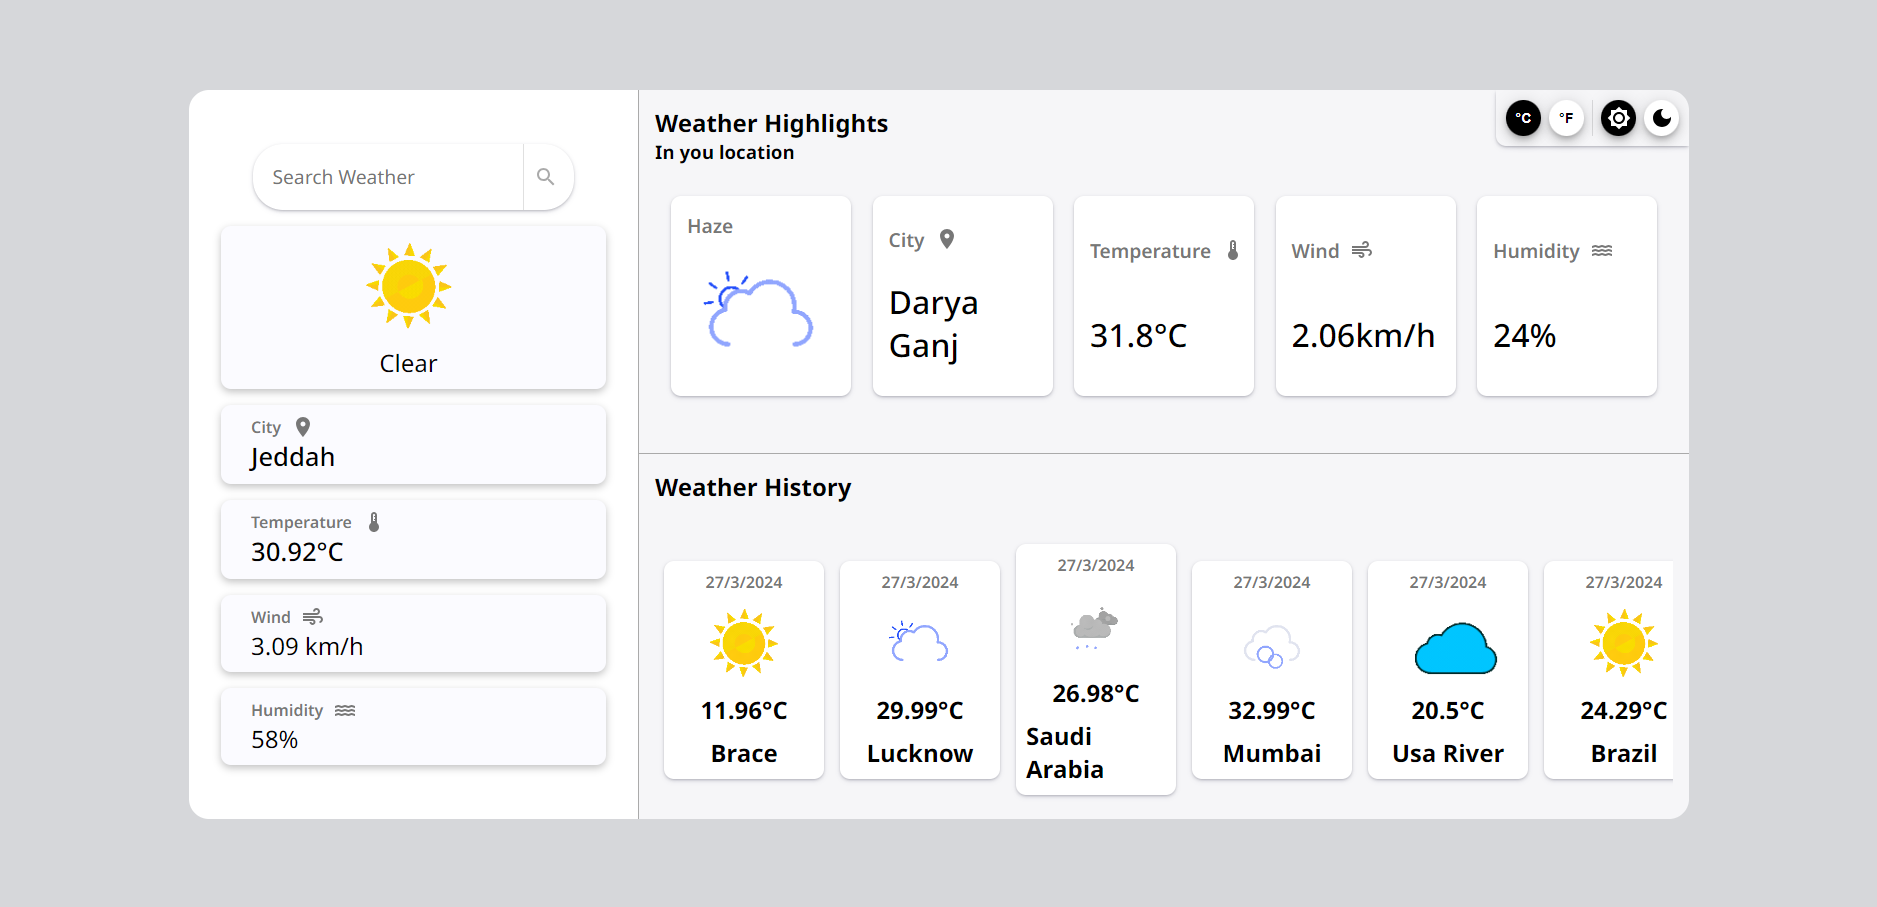 Search Weather
Clear
City
Jeddah
Temperature
30.92°C
Wind
3.09 km/h
Humidity
58%
Weather Highlights
In you location
°C °F
Haze
City
Darya
Ganj
Temperature
31.8°C
Wind
2.06km/h
Humidity
24%
Weather History
27/3/2024
11.96°C
Brace
27/3/2024
29.99°C
Lucknow
27/3/2024
26.98°C
Saudi
Arabia
27/3/2024
32.99°C
Mumbai
27/3/2024
20.5°C
Usa River
27/3/2024
24.29°C
Brazil